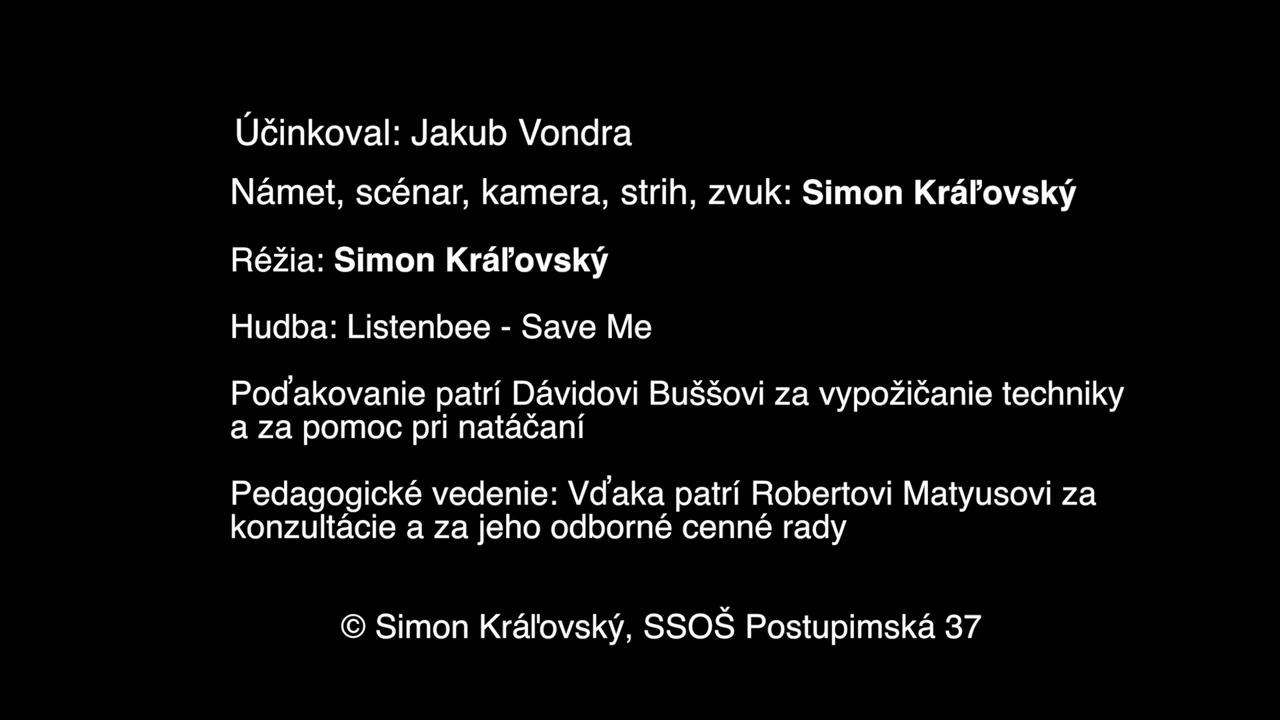 Účinkoval: Jakub Vondra
Námet, scénar, kamera, strih, zvuk: Simon Kráľovský
Réžia: Simon Kráľovský
Hudba: Listenbee - Save Me
Poďakovanie patrí Dávidovi Buššovi za vypožičanie techniky
a za pomoc pri natáčaní
Pedagogické vedenie: Vďaka patrí Robertovi Matyusovi za
konzultácie a za jeho odborné cenné rady
© Simon Kráľovský, SSOŠ Postupimská 37